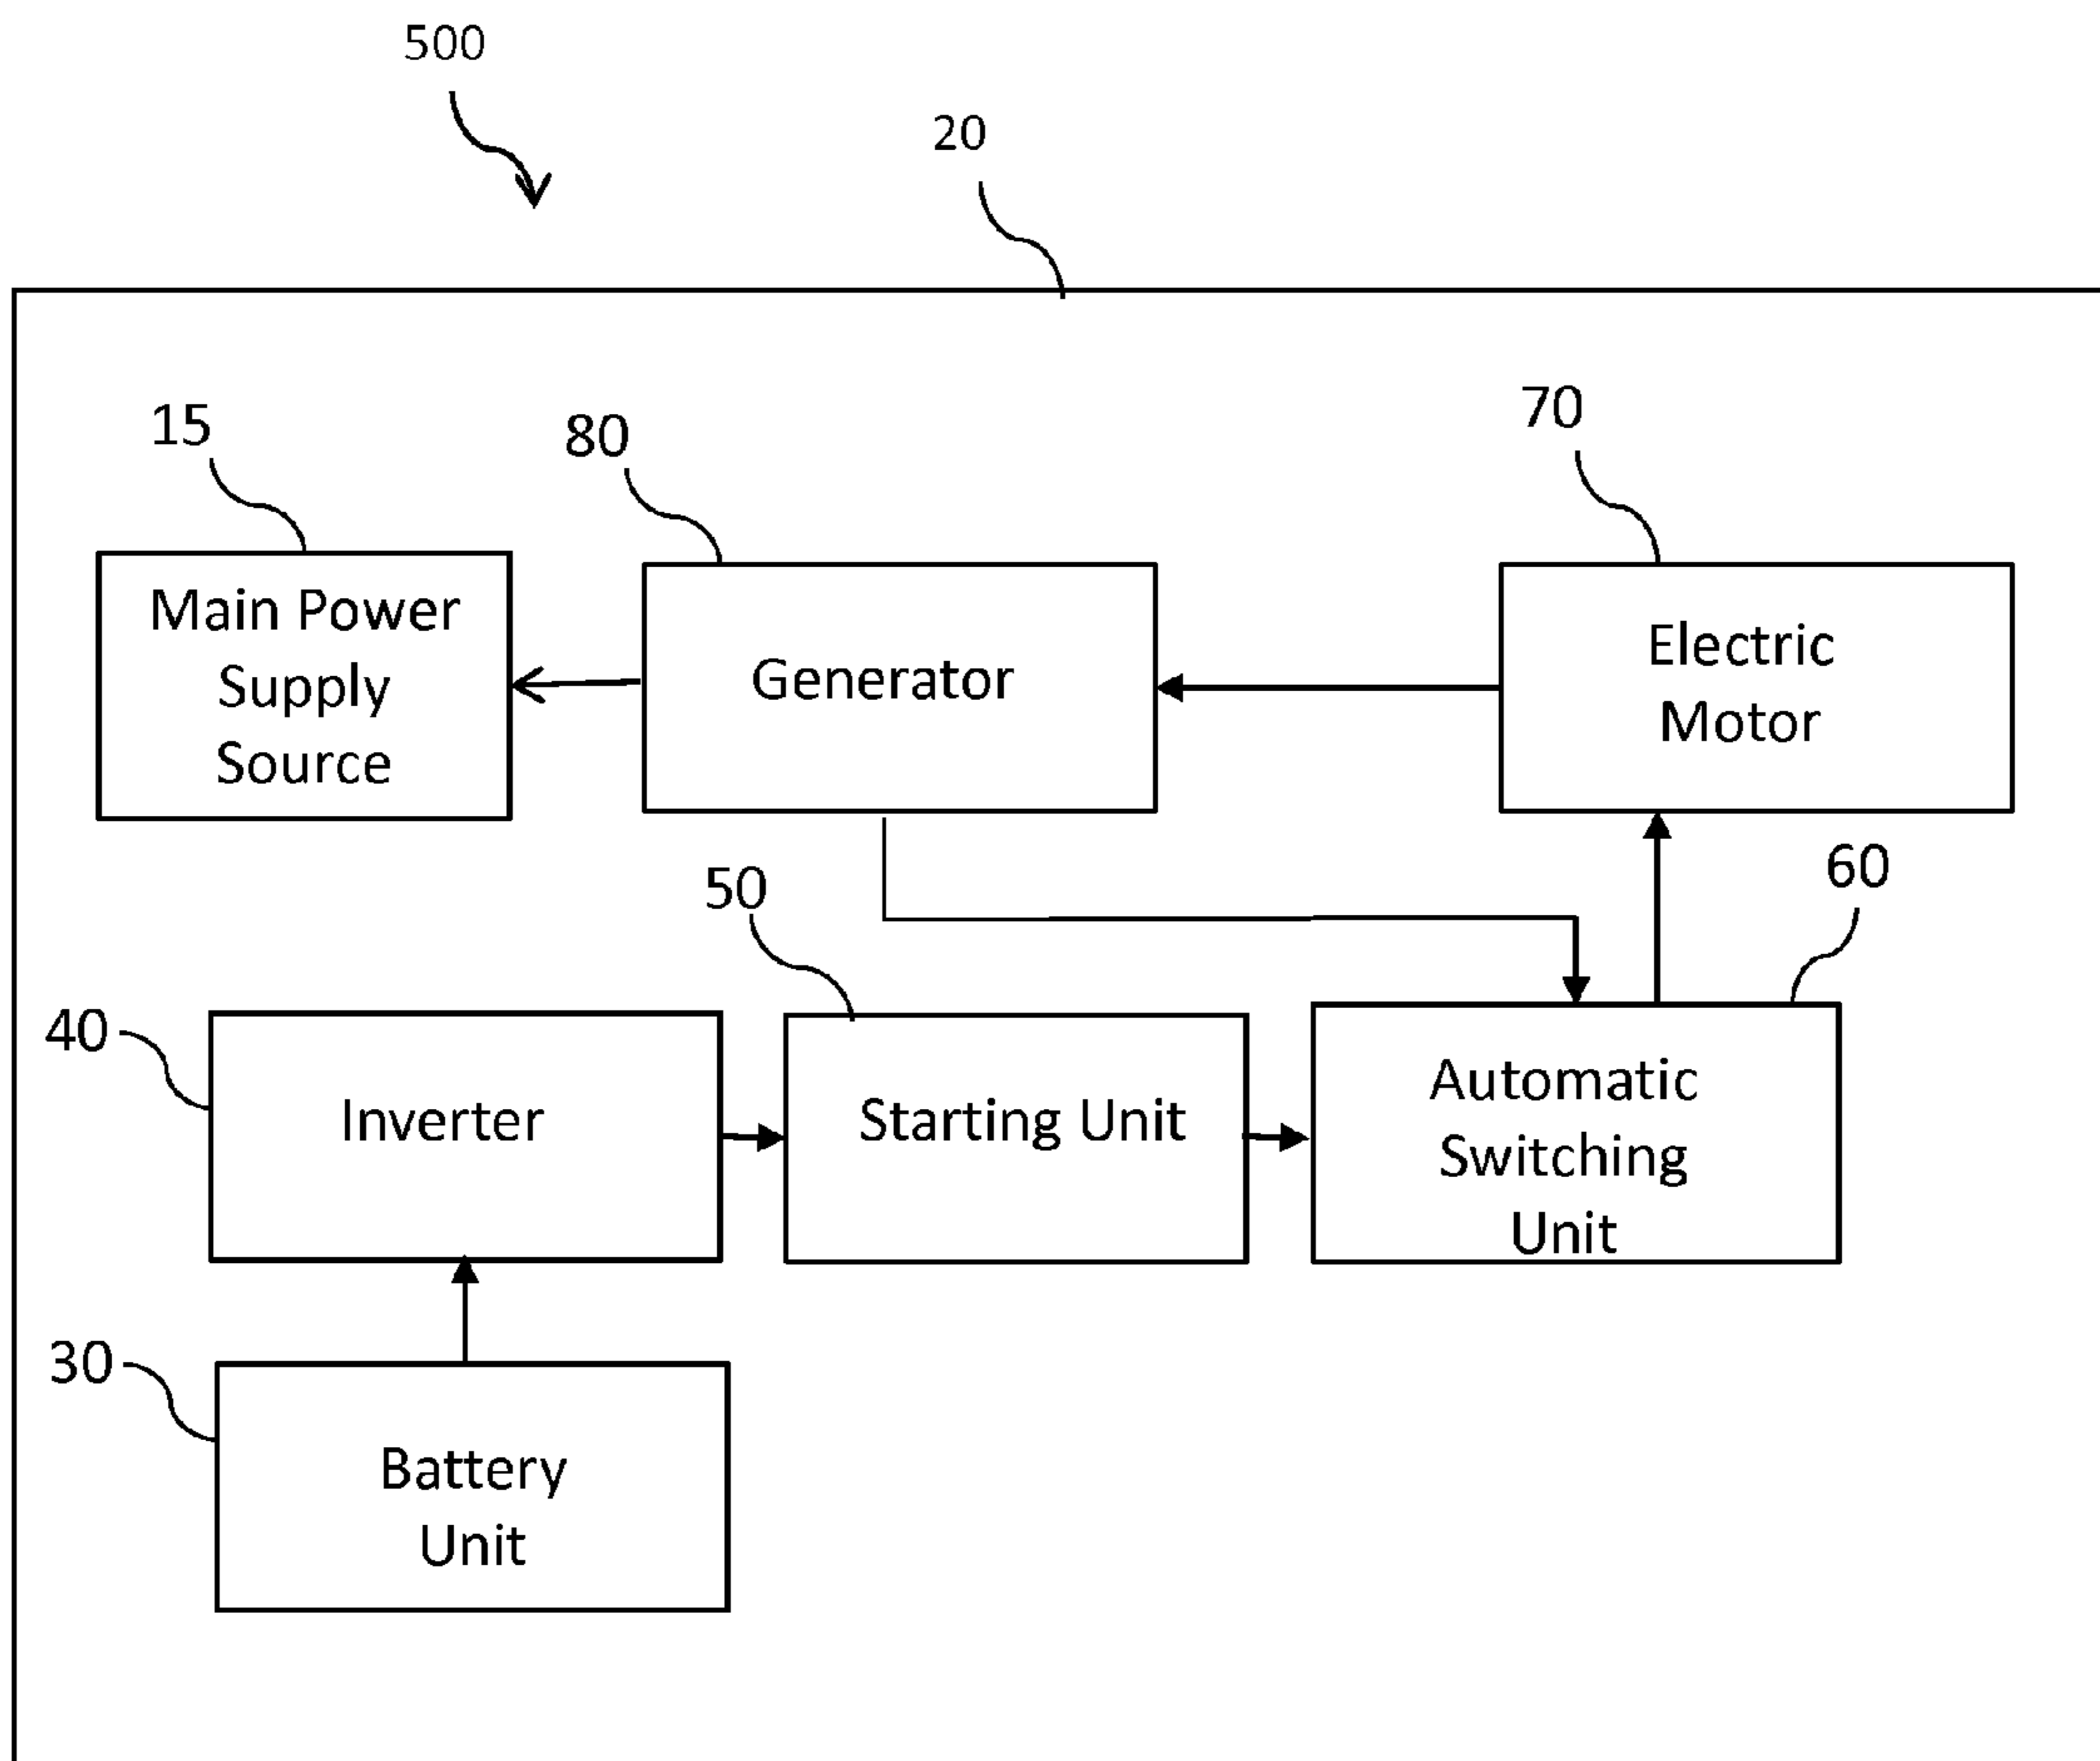 500
20
15
80
70
Main Power
Supply
Source
Generator
Electric
Motor
50
60
40
Inverter
Starting Unit
Automatic
Switching
Unit
30
Battery
Unit